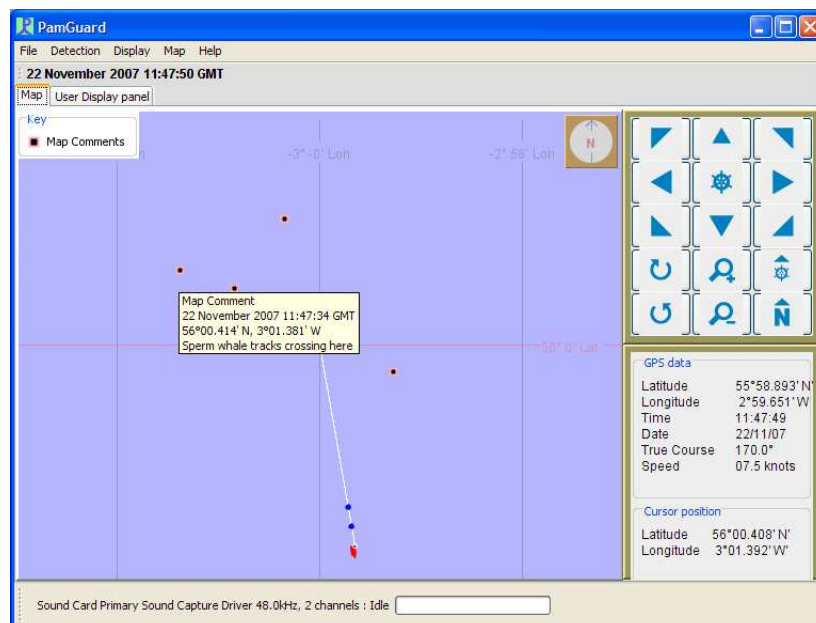 PamGuard
File Detection Display Map Help
22 November 2007 11:47:50 GMT
Map User Display panel
Key
Map Comments
-3° -0' Lon
-2° 56' Lon
N
Map Comment
22 November 2007 11:47:34 GMT
56°00.414' N, 3°01.381' W
Sperm whale tracks crossing here
56° 0' Lat
N
GPS data
Latitude 55°58.893' N'
Longitude 2°59.651' W
Time 11:47:49
Date 22/11/07
True Course 170.0°
Speed 07.5 knots
Cursor position
Latitude 56°00.408' N'
Longitude 3°01.392' W'
Sound Card Primary Sound Capture Driver 48.0kHz, 2 channels : Idle